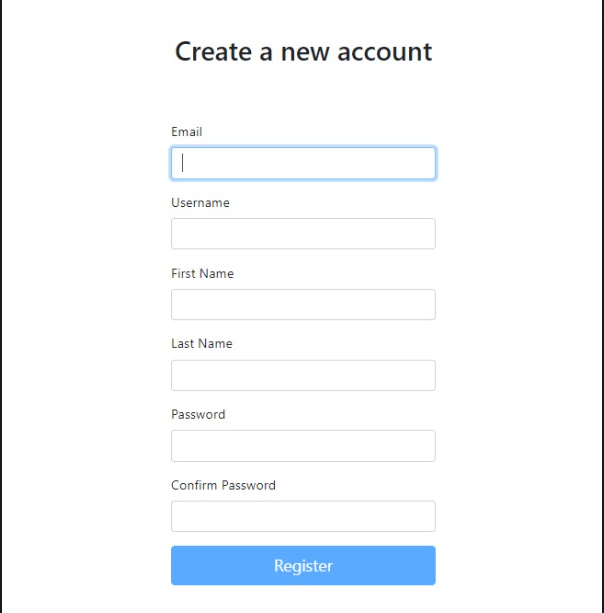 Create a new account
Email
Username
First Name
Last Name
Password
Confirm Password
Register